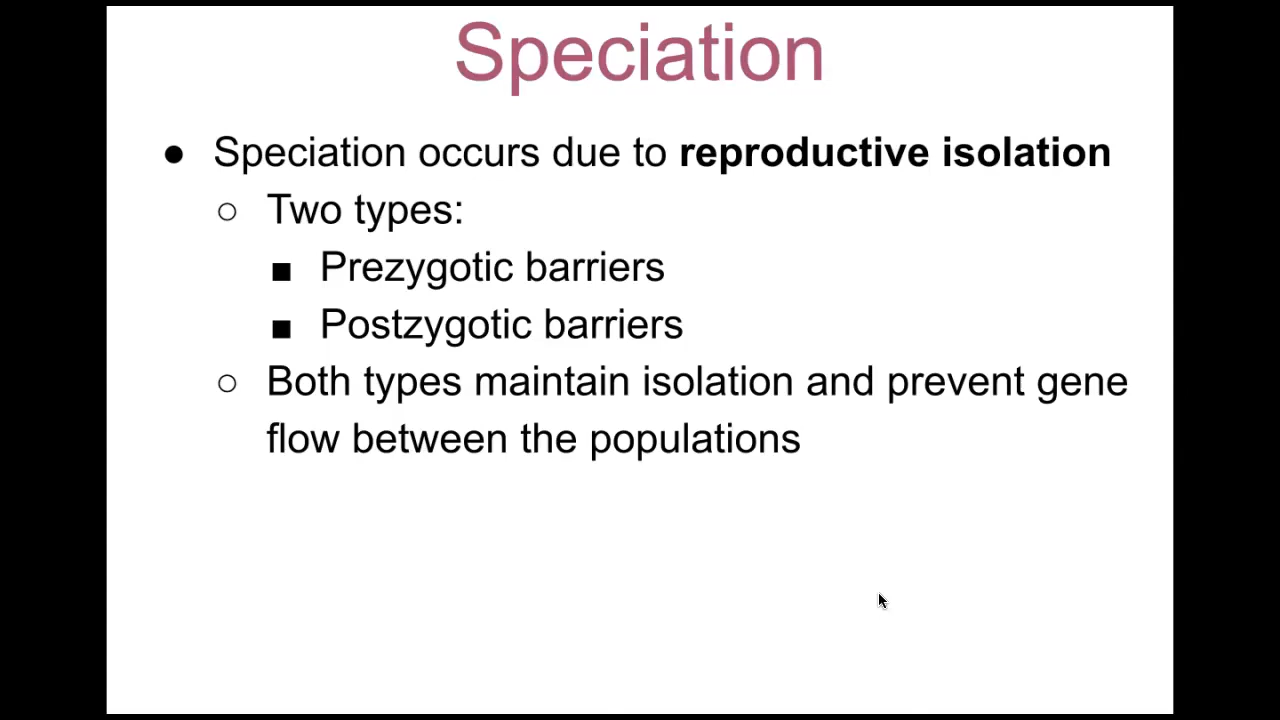 Speciation
● Speciation occurs due to reproductive isolation
○ Two types:
■ Prezygotic barriers
■ Postzygotic barriers
○ Both types maintain isolation and prevent gene
flow between the populations